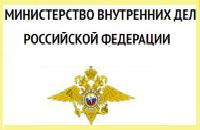 МИНИСТЕРСТВО ВНУТРЕННИХ ДЕЛ
РОССИЙСКОЙ ФЕДЕРАЦИИ